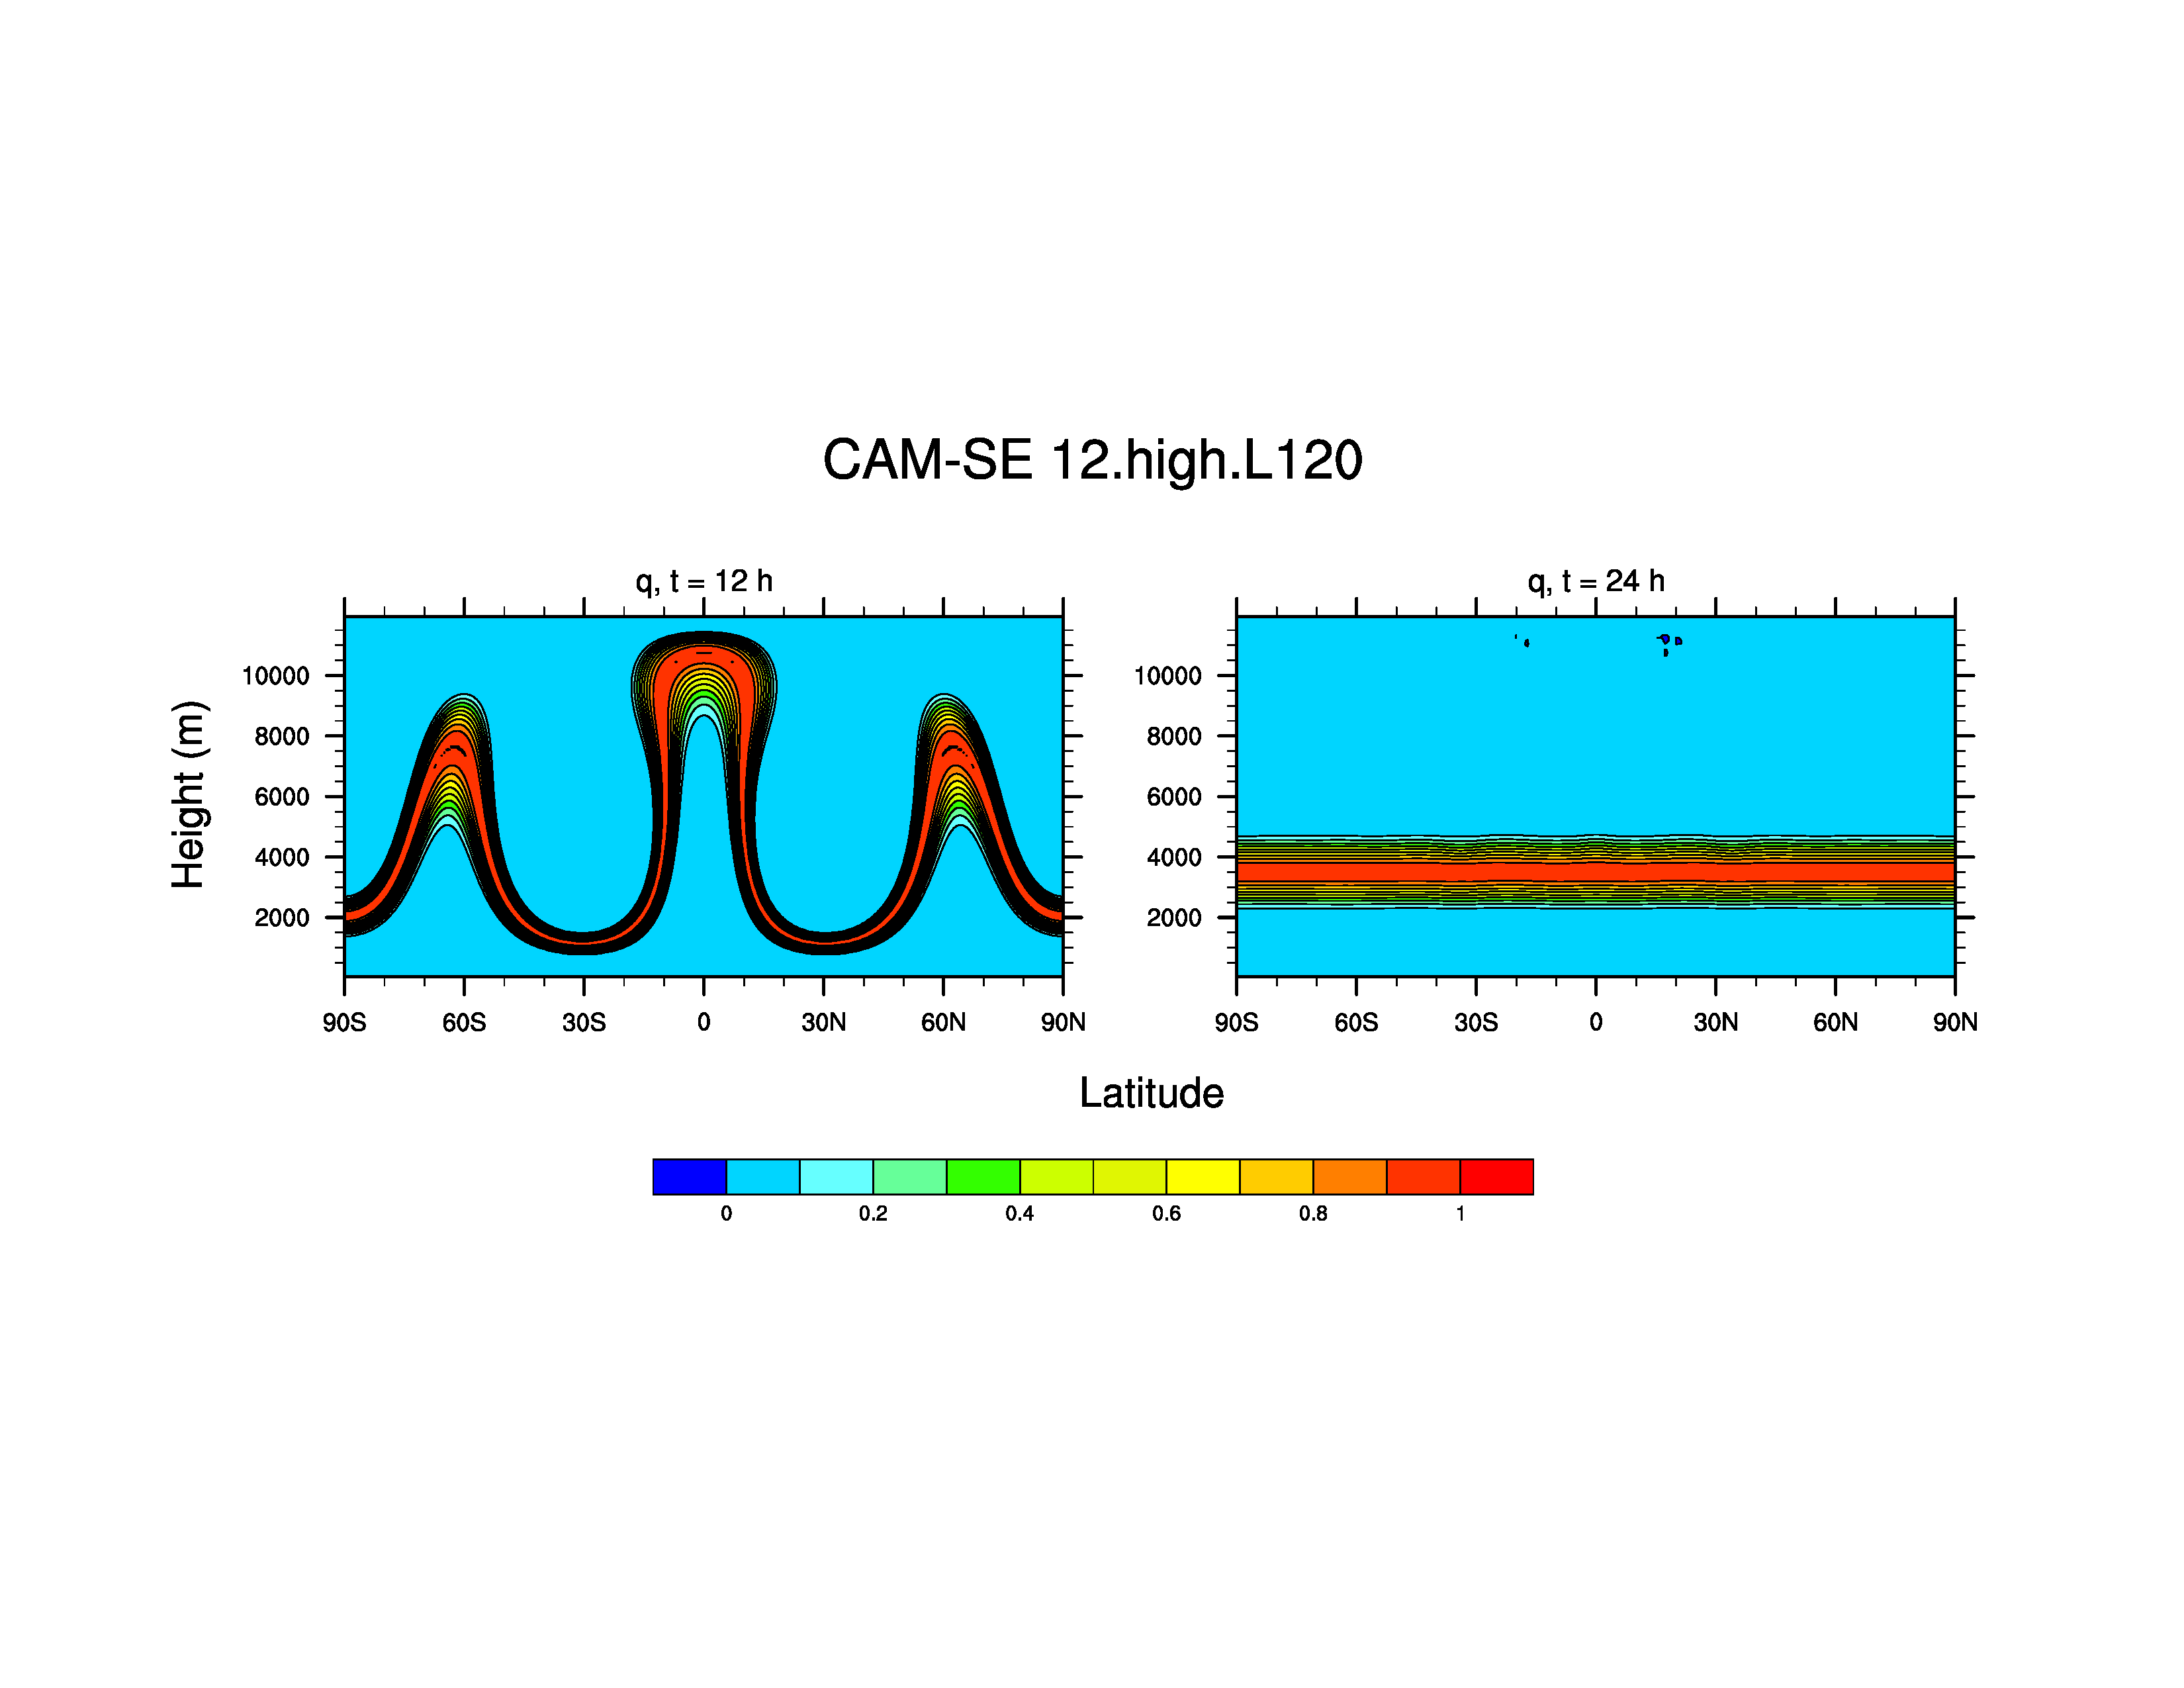 CAM-SE 12.high.L120
q, t = 12 h
q, t = 24 h
Height (m)
10000
8000
6000
4000
2000
90S 60S 30S 0 30N 60N 90N
10000
8000
6000
4000
2000
90S 60S 30S 0 30N 60N 90N
Latitude
0 0.2 0.4 0.6 0.8 1